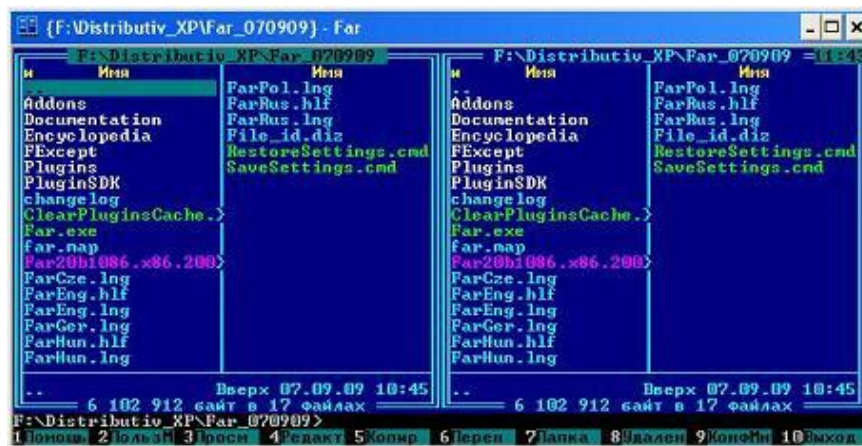 {F:\Distributiv_XP\Far_070909} - Far
F:\Distributiv_XP\Far_070909
и Имя Имя
..
Addons
Documentation
Encyclopedia
FExcept
Plugins
PluginSDK
changelog
ClearPluginsCache.}
Far.exe
far.map
Far20b1086.x86.200}
FarCze.lng
FarEng.hlf
FarEng.lng
FarGer.lng
FarHun.hlf
FarHun.lng
FarPol.lng
FarRus.hlf
FarRus.lng
File_id.diz
RestoreSettings.cmd
SaveSettings.cmd
.. Вверх 07.09.09 10:45
6 102 912 байт в 17 файлах
F:\Distributiv_XP\Far_070909 11:43
и Имя Имя
..
Addons
Documentation
Encyclopedia
FExcept
Plugins
PluginSDK
changelog
ClearPluginsCache.}
Far.exe
far.map
Far20b1086.x86.200}
FarCze.lng
FarEng.hlf
FarEng.lng
FarGer.lng
FarHun.hlf
FarHun.lng
FarPol.lng
FarRus.hlf
FarRus.lng
File_id.diz
RestoreSettings.cmd
SaveSettings.cmd
.. Вверх 07.09.09 10:45
6 102 912 байт в 17 файлах
F:\Distributiv_XP\Far_070909>
1Помощь 2ПользМ 3Просм 4Редакт 5Копир 6Перен 7Папка 8Удален 9КонфМн 10Выход